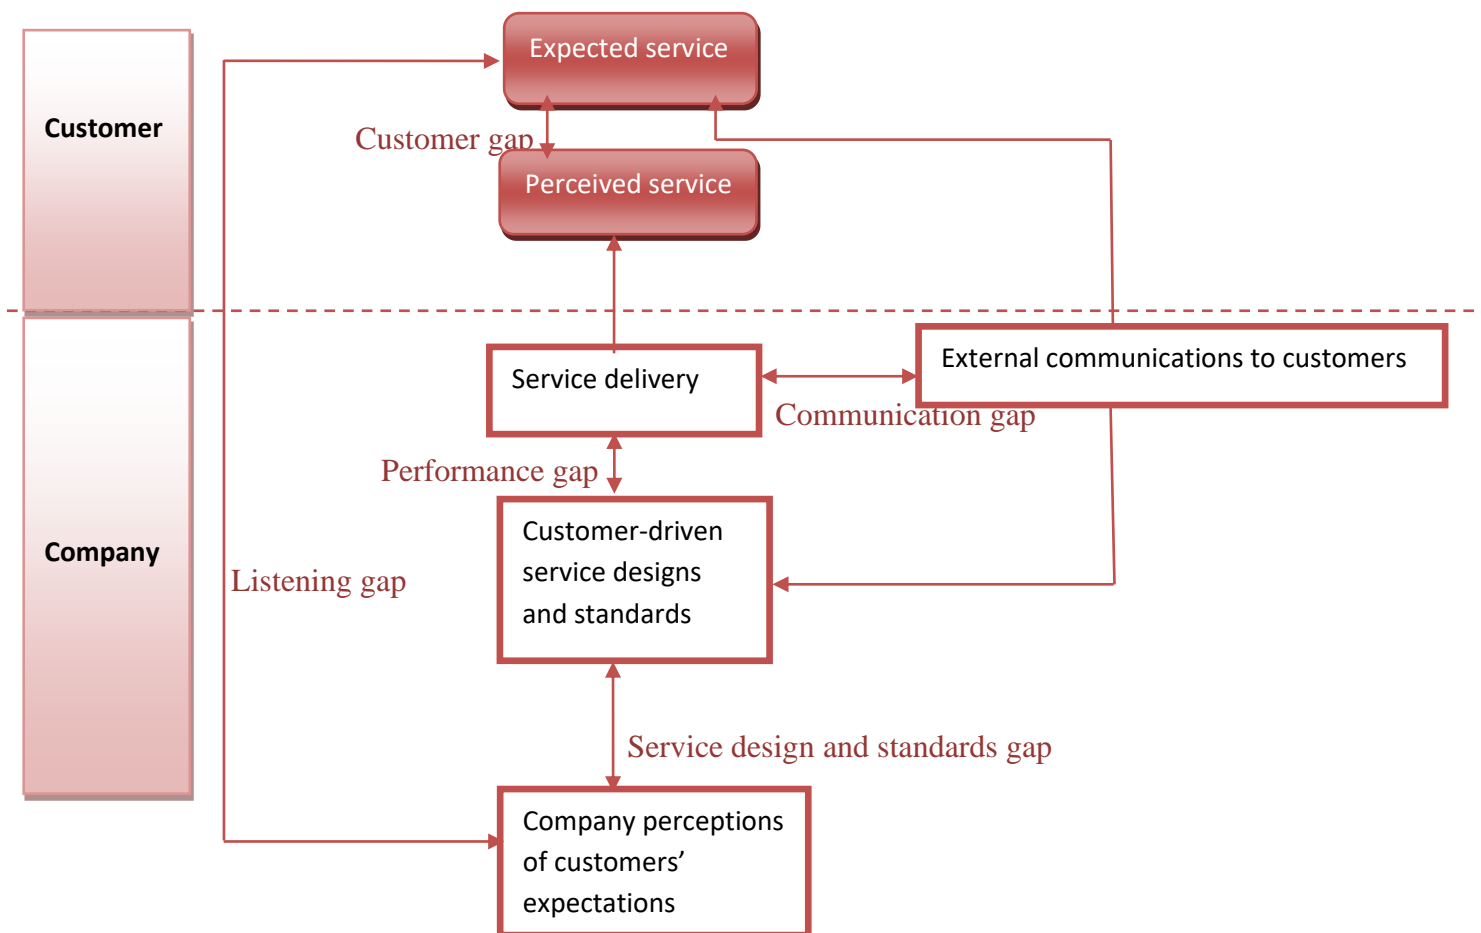 Expected service
Customer
Customer gap
Perceived service
External communications to customers
Service delivery
Communication gap
Performance gap
Customer-driven
service designs
and standards
Company
Listening gap
Service design and standards gap
Company perceptions
of customers’
expectations